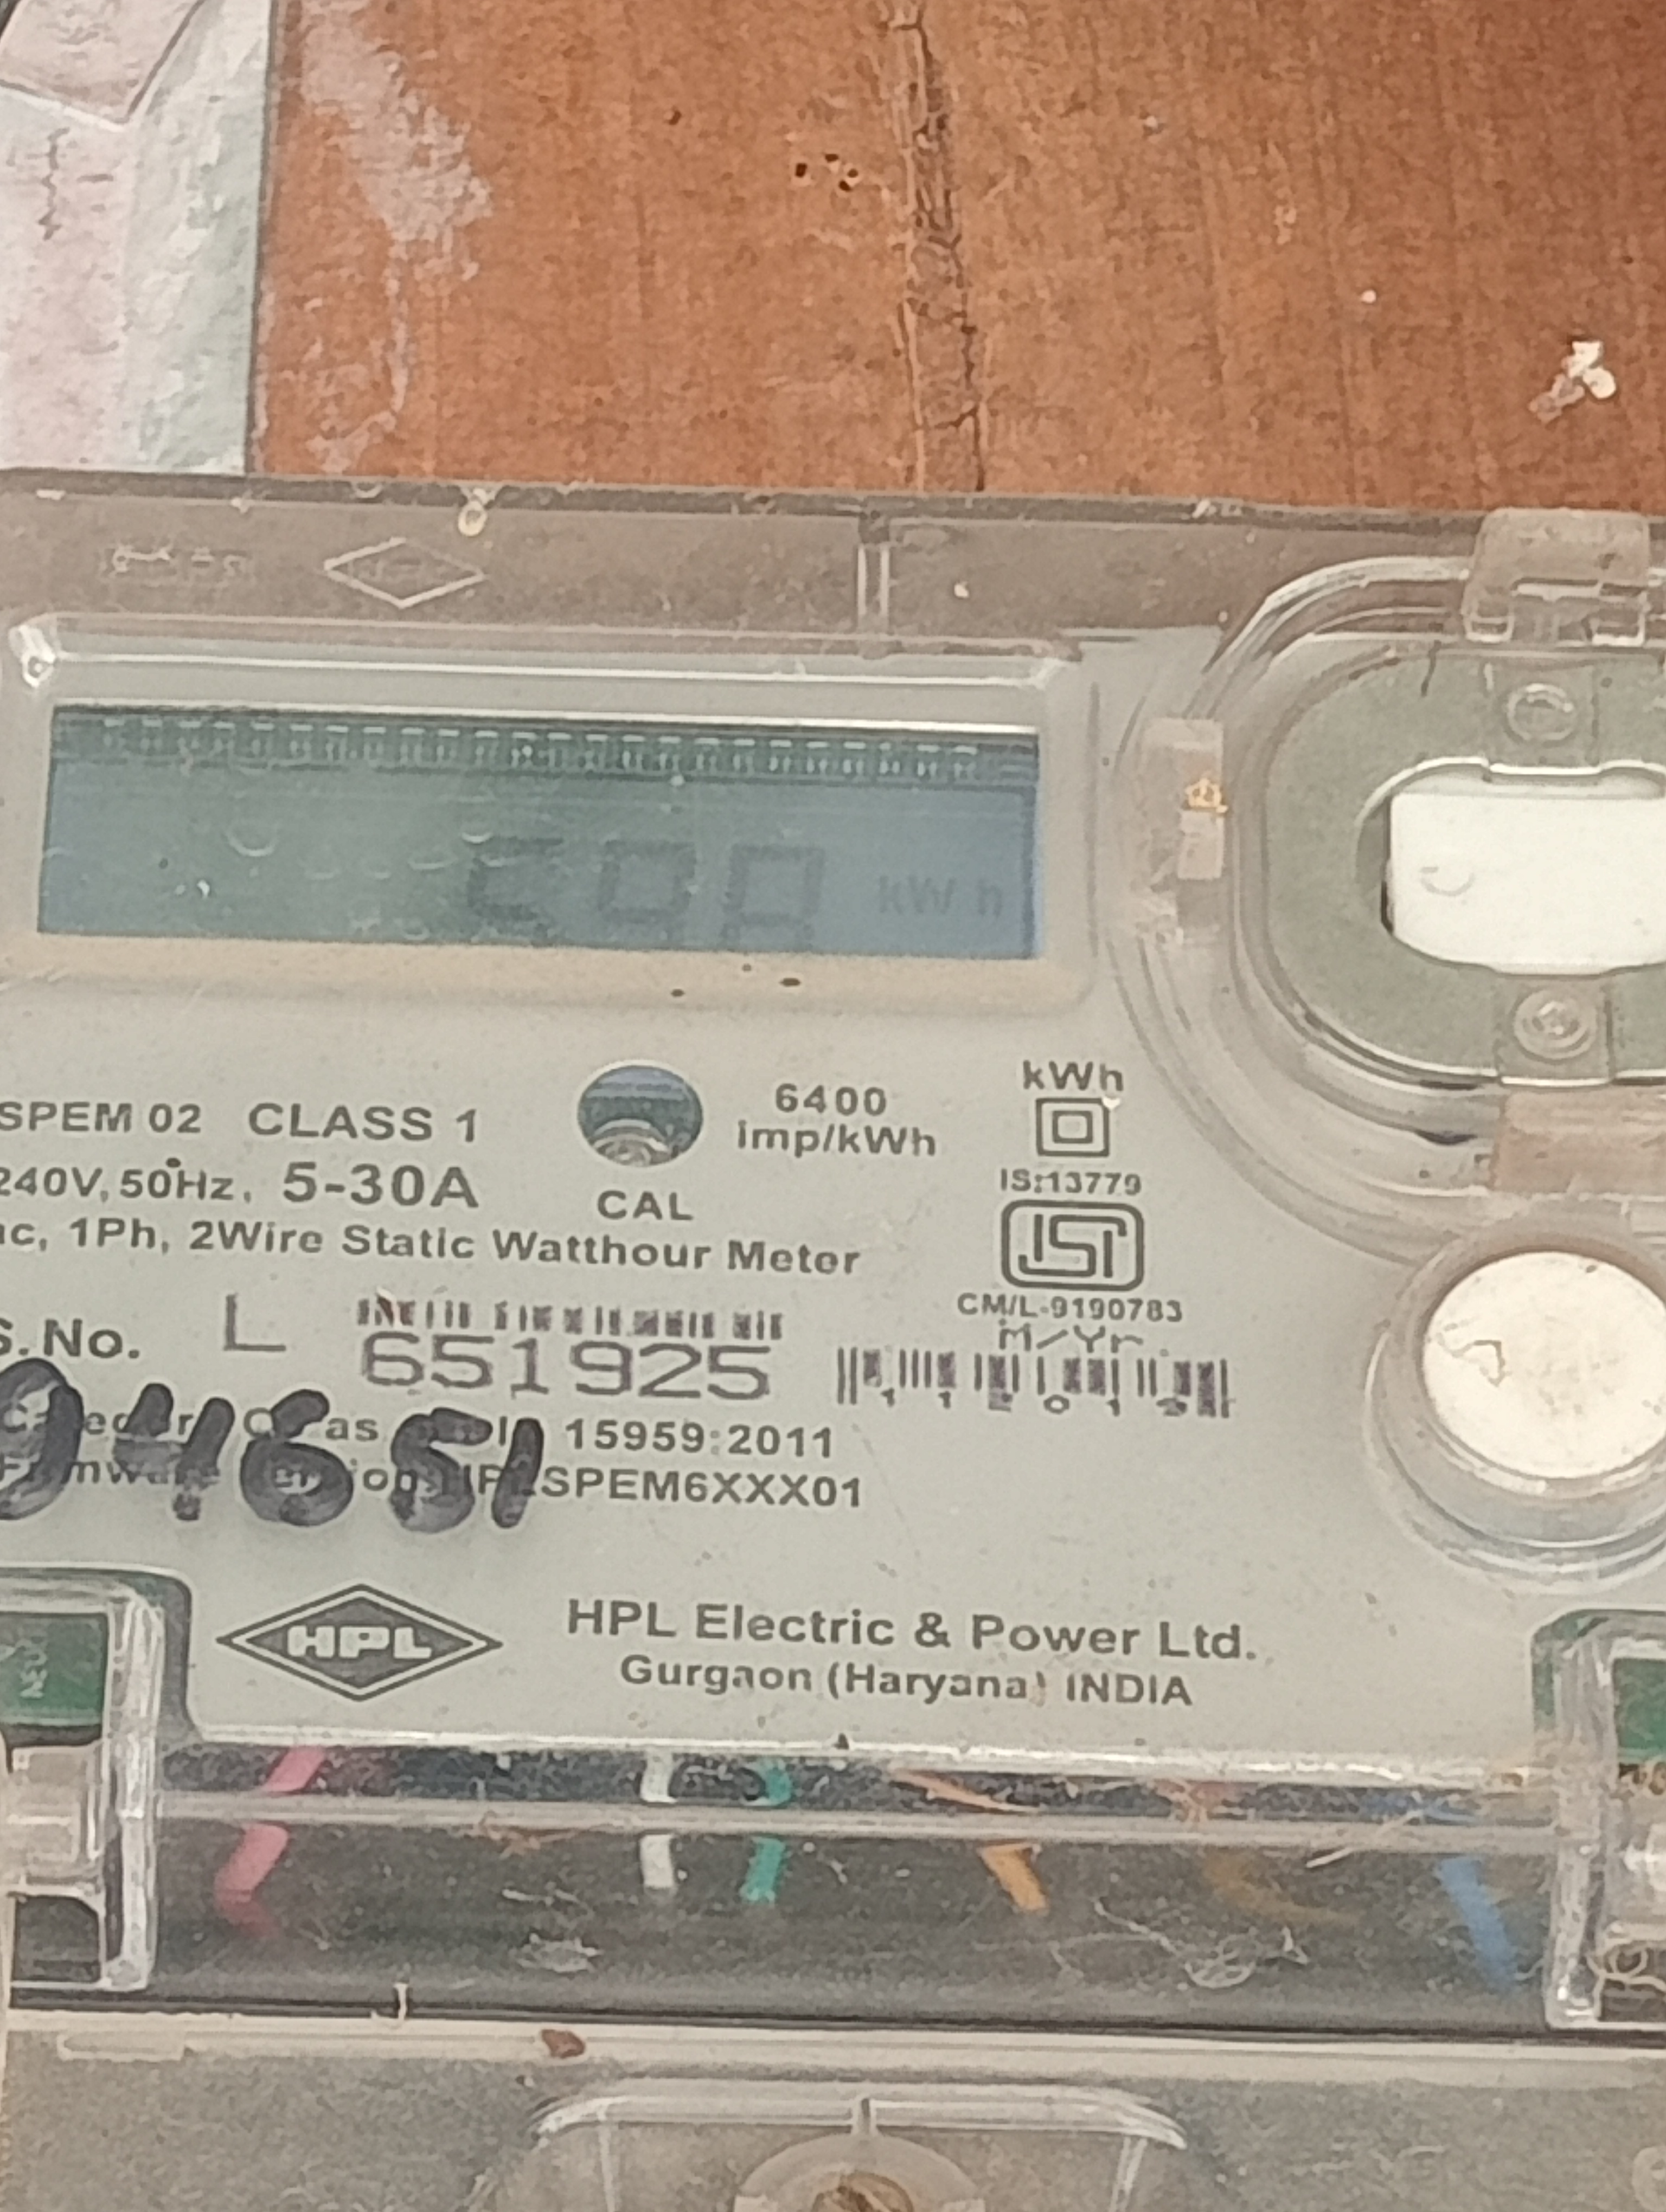 kWh
SPEM 02 CLASS 1
6400
imp/kWh
kWh
240V, 50Hz, 5-30A
CAL
IS:13779
ac, 1Ph, 2Wire Static Watthour Meter
CM/L-9190783
S. No. L 651925
M/Yr.
15959:2011
SPEM6XXX01
HPL
HPL Electric & Power Ltd.
Gurgaon (Haryana) INDIA